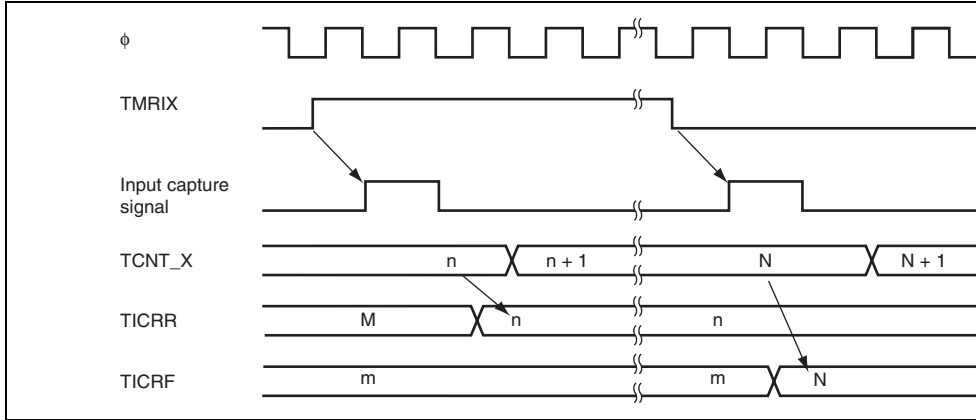 φ
TMRIX
Input capture
signal
TCNT_X n n + 1 N N + 1
TICRR M n n
TICRF m m N